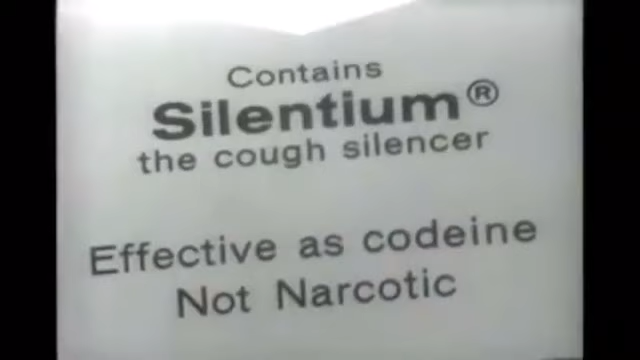 Contains
Silentium®
the cough silencer
Effective as codeine
Not Narcotic